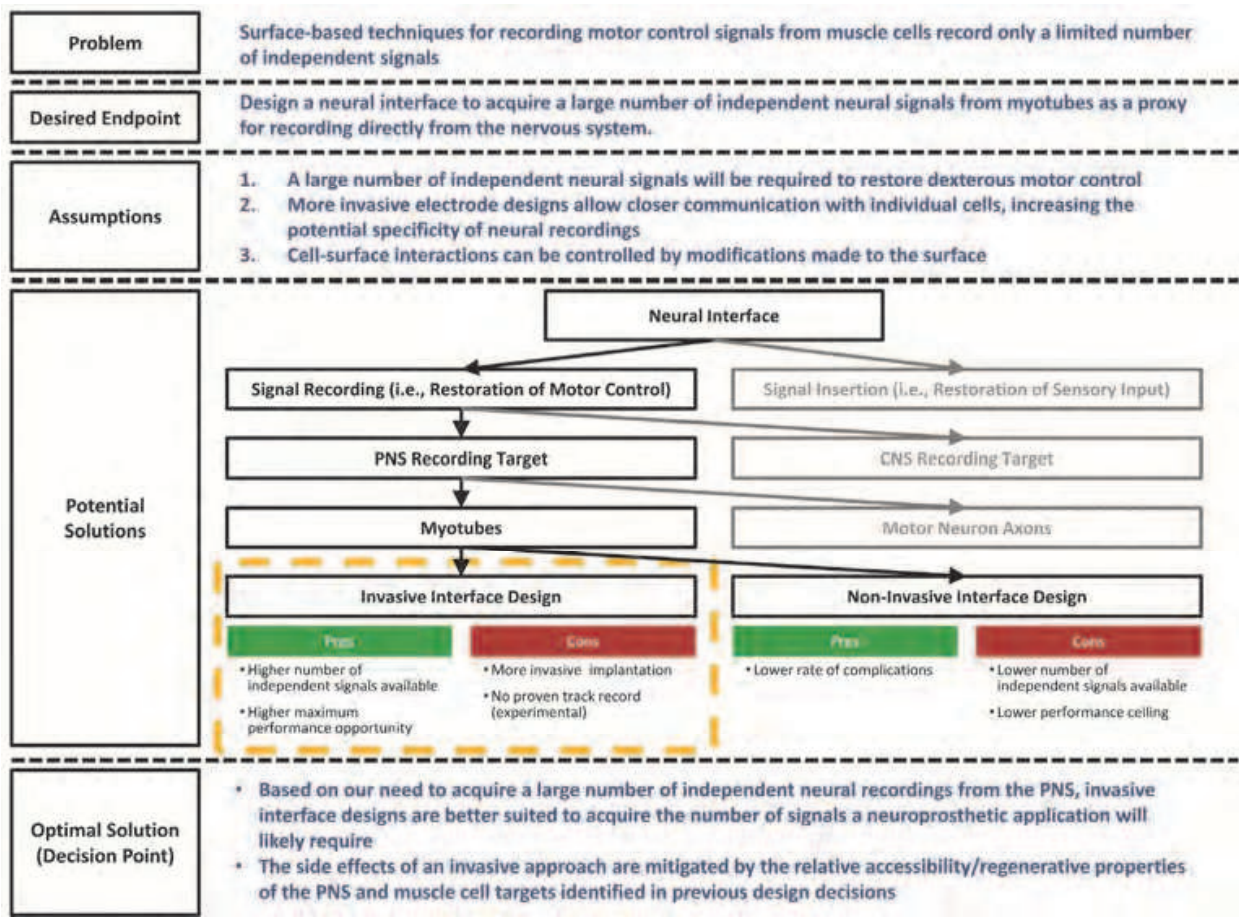 Problem
Surface-based techniques for recording motor control signals from muscle cells record only a limited number
of independent signals
Desired Endpoint
Design a neural interface to acquire a large number of independent neural signals from myotubes as a proxy
for recording directly from the nervous system.
Assumptions
1. A large number of independent neural signals will be required to restore dexterous motor control
2. More invasive electrode designs allow closer communication with individual cells, increasing the
potential specificity of neural recordings
3. Cell-surface interactions can be controlled by modifications made to the surface
Potential
Solutions
Neural Interface
Signal Recording (i.e., Restoration of Motor Control)
Signal Insertion (i.e., Restoration of Sensory Input)
PNS Recording Target
CNS Recording Target
Myotubes
Motor Neuron Axons
Invasive Interface Design
Non-Invasive Interface Design
Pros
Cons
Pros
Cons
• Higher number of
independent signals available
• Higher maximum
performance opportunity
• More invasive implantation
• No proven track record
(experimental)
• Lower rate of complications
• Lower number of
independent signals available
• Lower performance ceiling
Optimal Solution
(Decision Point)
• Based on our need to acquire a large number of independent neural recordings from the PNS, invasive
interface designs are better suited to acquire the number of signals a neuroprosthetic application will
likely require
• The side effects of an invasive approach are mitigated by the relative accessibility/regenerative properties
of the PNS and muscle cell targets identified in previous design decisions